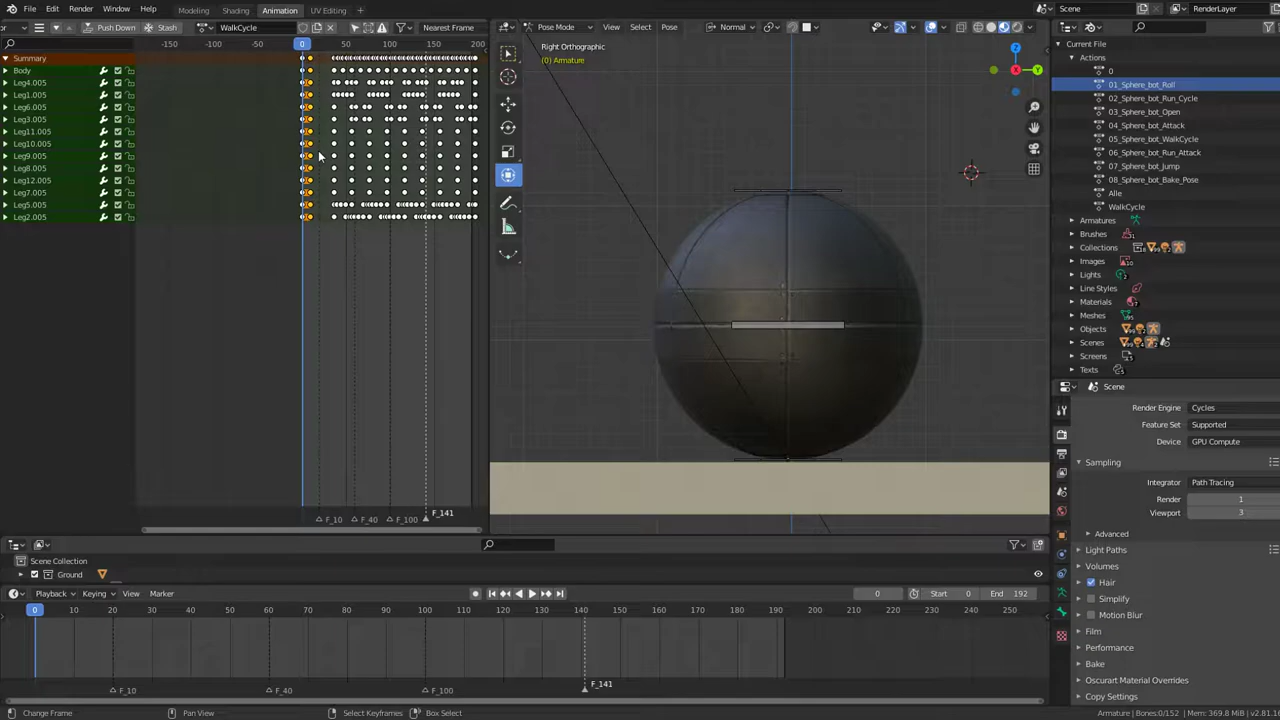 File Edit Render Window Help
Modeling Shading Animation UV Editing
Scene
RenderLayer
Push Down Stash WalkCycle Nearest Frame
Pose Mode View Select Pose
-150 -100 -50 0 50 100 150 200
Summary
Body
Leg4.005
Leg1.005
Leg6.005
Leg3.005
Leg11.005
Leg10.005
Leg9.005
Leg8.005
Leg12.005
Leg7.005
Leg5.005
Leg2.005
F_10 F_40 F_100 F_141
Right Orthographic
(0) Armature
Z
X
Y
Current File
Actions
0
01_Sphere_bot_Roll
02_Sphere_bot_Run_Cycle
03_Sphere_bot_Open
04_Sphere_bot_Attack
05_Sphere_bot_WalkCycle
06_Sphere_bot_Run_Attack
07_Sphere_bot_Jump
08_Sphere_bot_Bake_Pose
Alle
WalkCycle
Armatures
Brushes
Collections
Images
Lights
Line Styles
Materials
Meshes
Objects
Scenes
Screens
Texts
Scene
Render Engine Cycles
Feature Set Supported
Device GPU Compute
Sampling
Integrator Path Tracing
Render 1
Viewport 3
Advanced
Light Paths
Volumes
Hair
Simplify
Motion Blur
Film
Performance
Bake
Oscurart Material Overrides
Copy Settings
Scene Collection
Ground
Playback Keying View Marker
0 Start 0 End 192
0 10 20 30 40 50 60 70 80 90 100 110 120 130 140 150 160 170 180 190 200 210 220 230 240 250
F_10 F_40 F_100 F_141
Change Frame Pan View Select Keyframes Box Select
Armature | Bones:0/152 | Mem: 369.8 MiB | v2.81.16